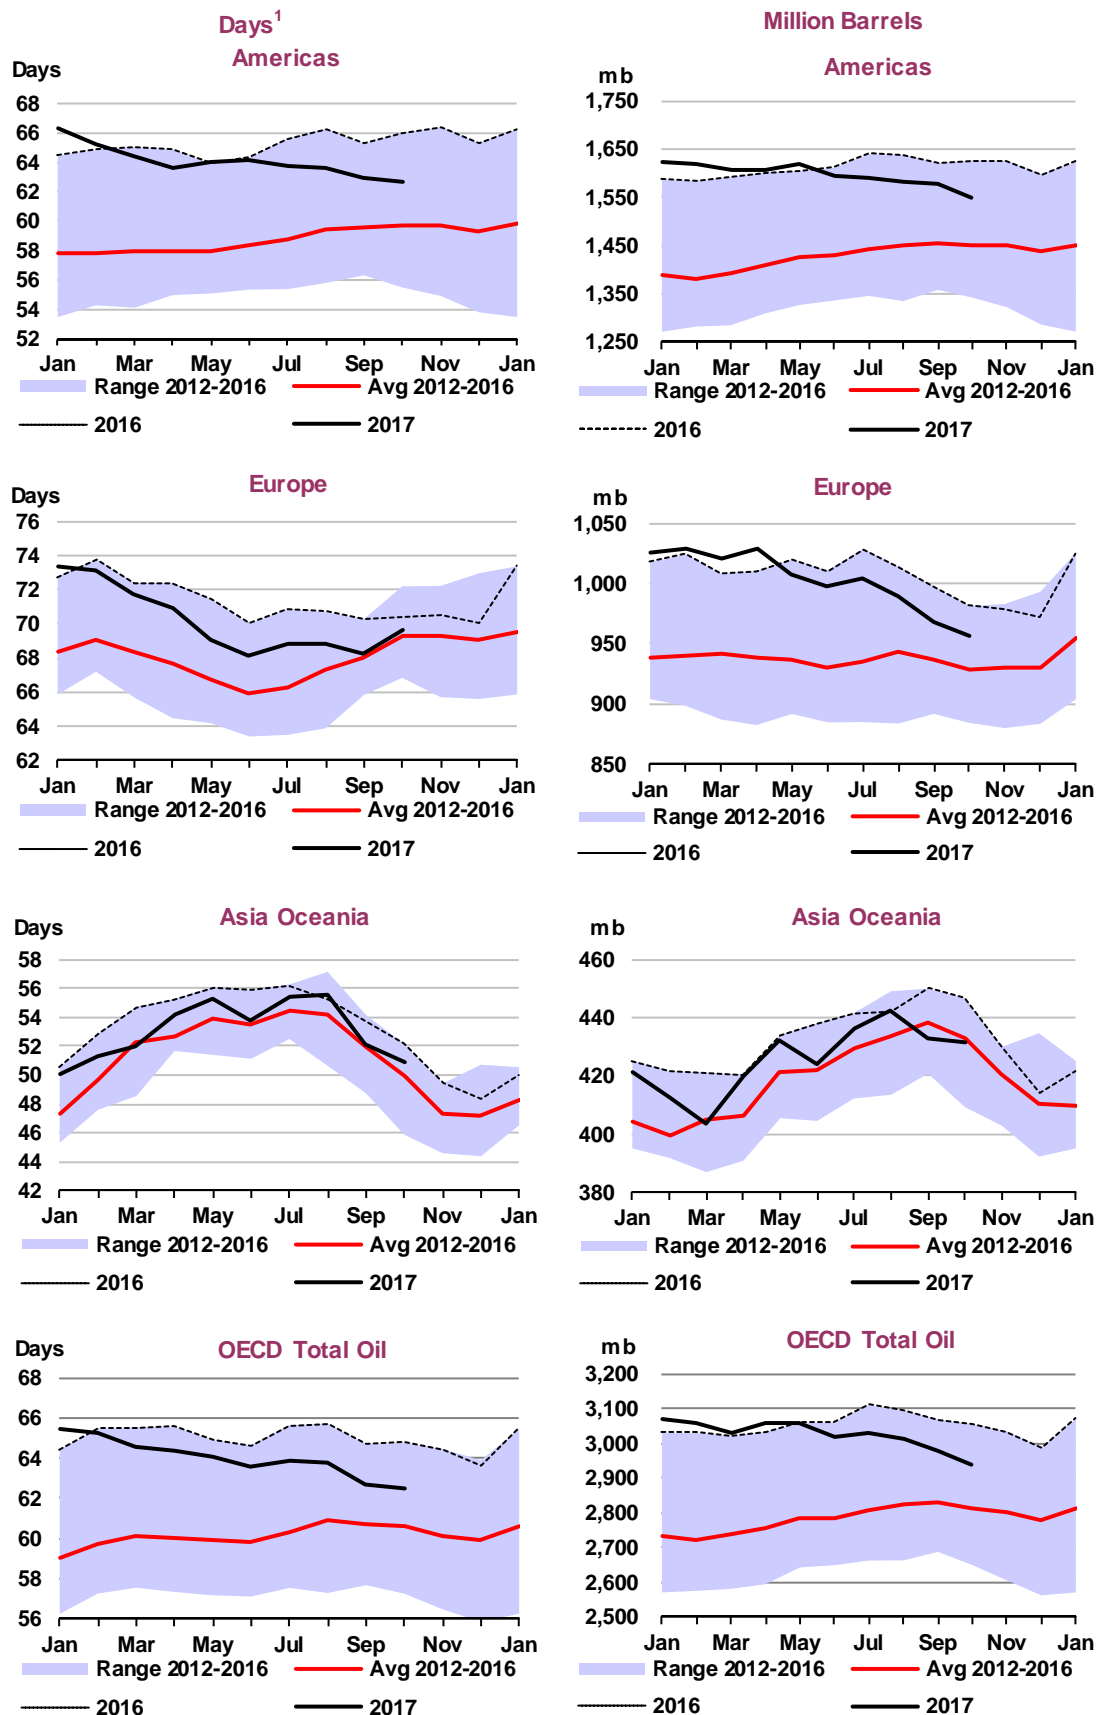 Days¹
Americas
Days
68
66
64
62
60
58
56
54
52
Jan Mar May Jul Sep Nov Jan
Range 2012-2016 Avg 2012-2016
2016 2017
Million Barrels
Americas
mb
1,750
1,650
1,550
1,450
1,350
1,250
Jan Mar May Jul Sep Nov Jan
Range 2012-2016 Avg 2012-2016
2016 2017
Europe
Days
76
74
72
70
68
66
64
62
Jan Mar May Jul Sep Nov Jan
Range 2012-2016 Avg 2012-2016
2016 2017
Europe
mb
1,050
1,000
950
900
850
Jan Mar May Jul Sep Nov Jan
Range 2012-2016 Avg 2012-2016
2016 2017
Asia Oceania
Days
58
56
54
52
50
48
46
44
42
Jan Mar May Jul Sep Nov Jan
Range 2012-2016 Avg 2012-2016
2016 2017
Asia Oceania
mb
460
440
420
400
380
Jan Mar May Jul Sep Nov Jan
Range 2012-2016 Avg 2012-2016
2016 2017
OECD Total Oil
Days
68
66
64
62
60
58
56
Jan Mar May Jul Sep Nov Jan
Range 2012-2016 Avg 2012-2016
2016 2017
OECD Total Oil
mb
3,200
3,100
3,000
2,900
2,800
2,700
2,600
2,500
Jan Mar May Jul Sep Nov Jan
Range 2012-2016 Avg 2012-2016
2016 2017